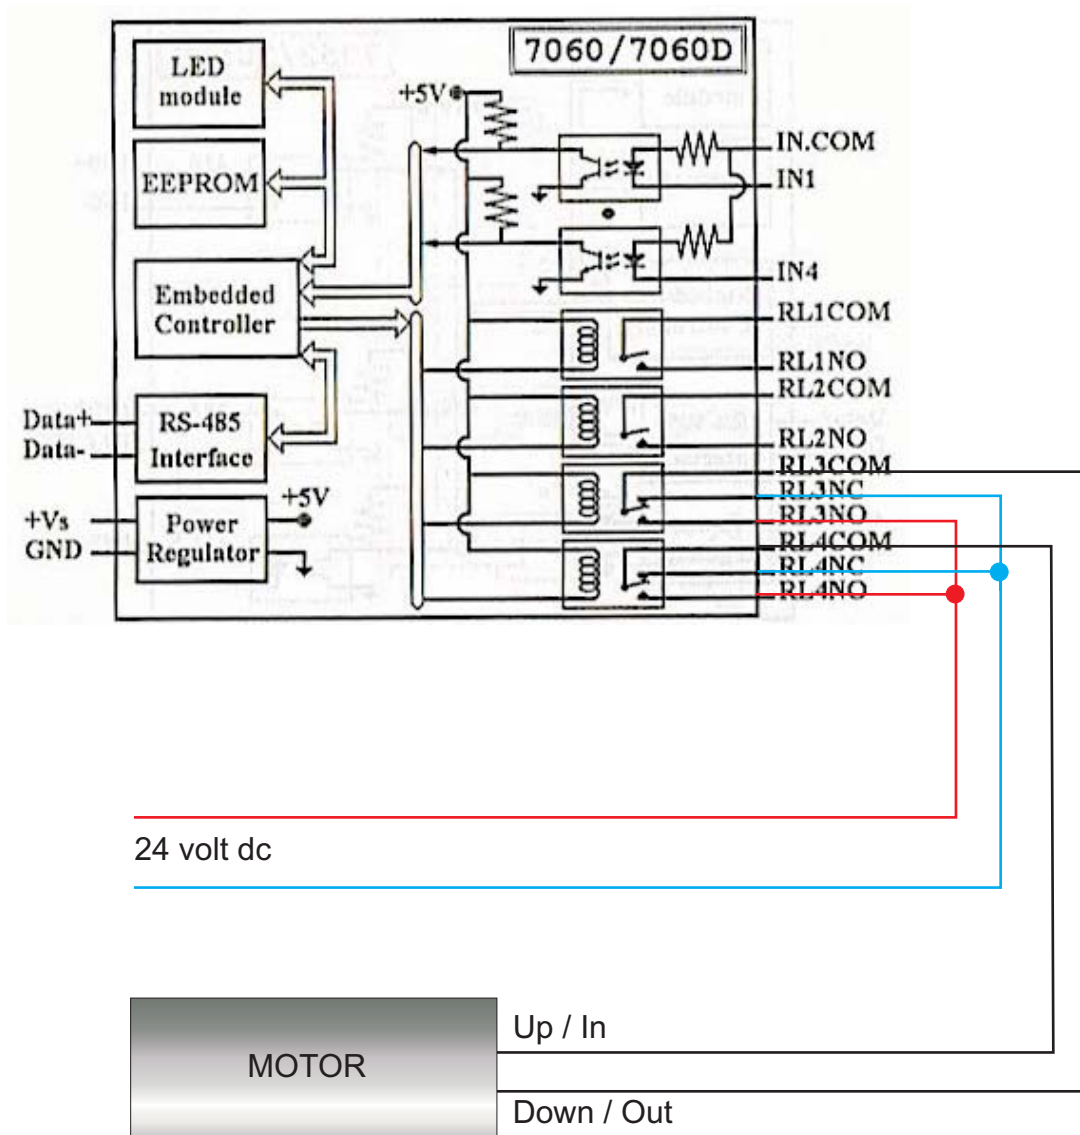 7060/7060D
LED
module
+5V
IN.COM
IN1
EEPROM
IN4
Embedded
Controller
RL1COM
RL1NO
RL2COM
Data+
Data-
RS-485
Interface
RL2NO
RL3COM
RL3NC
RL3NO
+5V
+Vs
GND
Power
Regulator
RL4COM
RL4NC
RL4NO
24 volt dc
Up / In
MOTOR
Down / Out